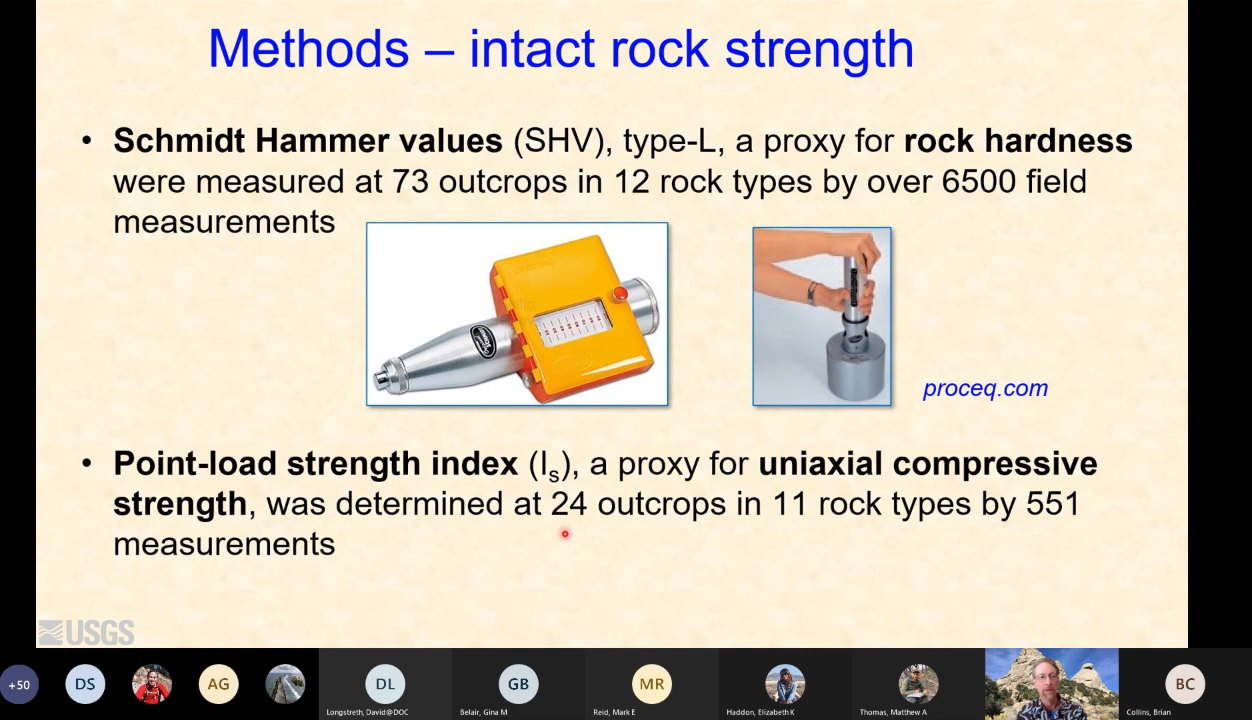 Methods – intact rock strength
• Schmidt Hammer values (SHV), type-L, a proxy for rock hardness
were measured at 73 outcrops in 12 rock types by over 6500 field
measurements
proceq.com
• Point-load strength index (Is), a proxy for uniaxial compressive
strength, was determined at 24 outcrops in 11 rock types by 551
measurements
USGS
+50
DS
AG
DL
GB
MR
BC
Longstreth, David@DOC
Belair, Gina M
Reid, Mark E
Haddon, Elizabeth K
Thomas, Matthew A
Collins, Brian